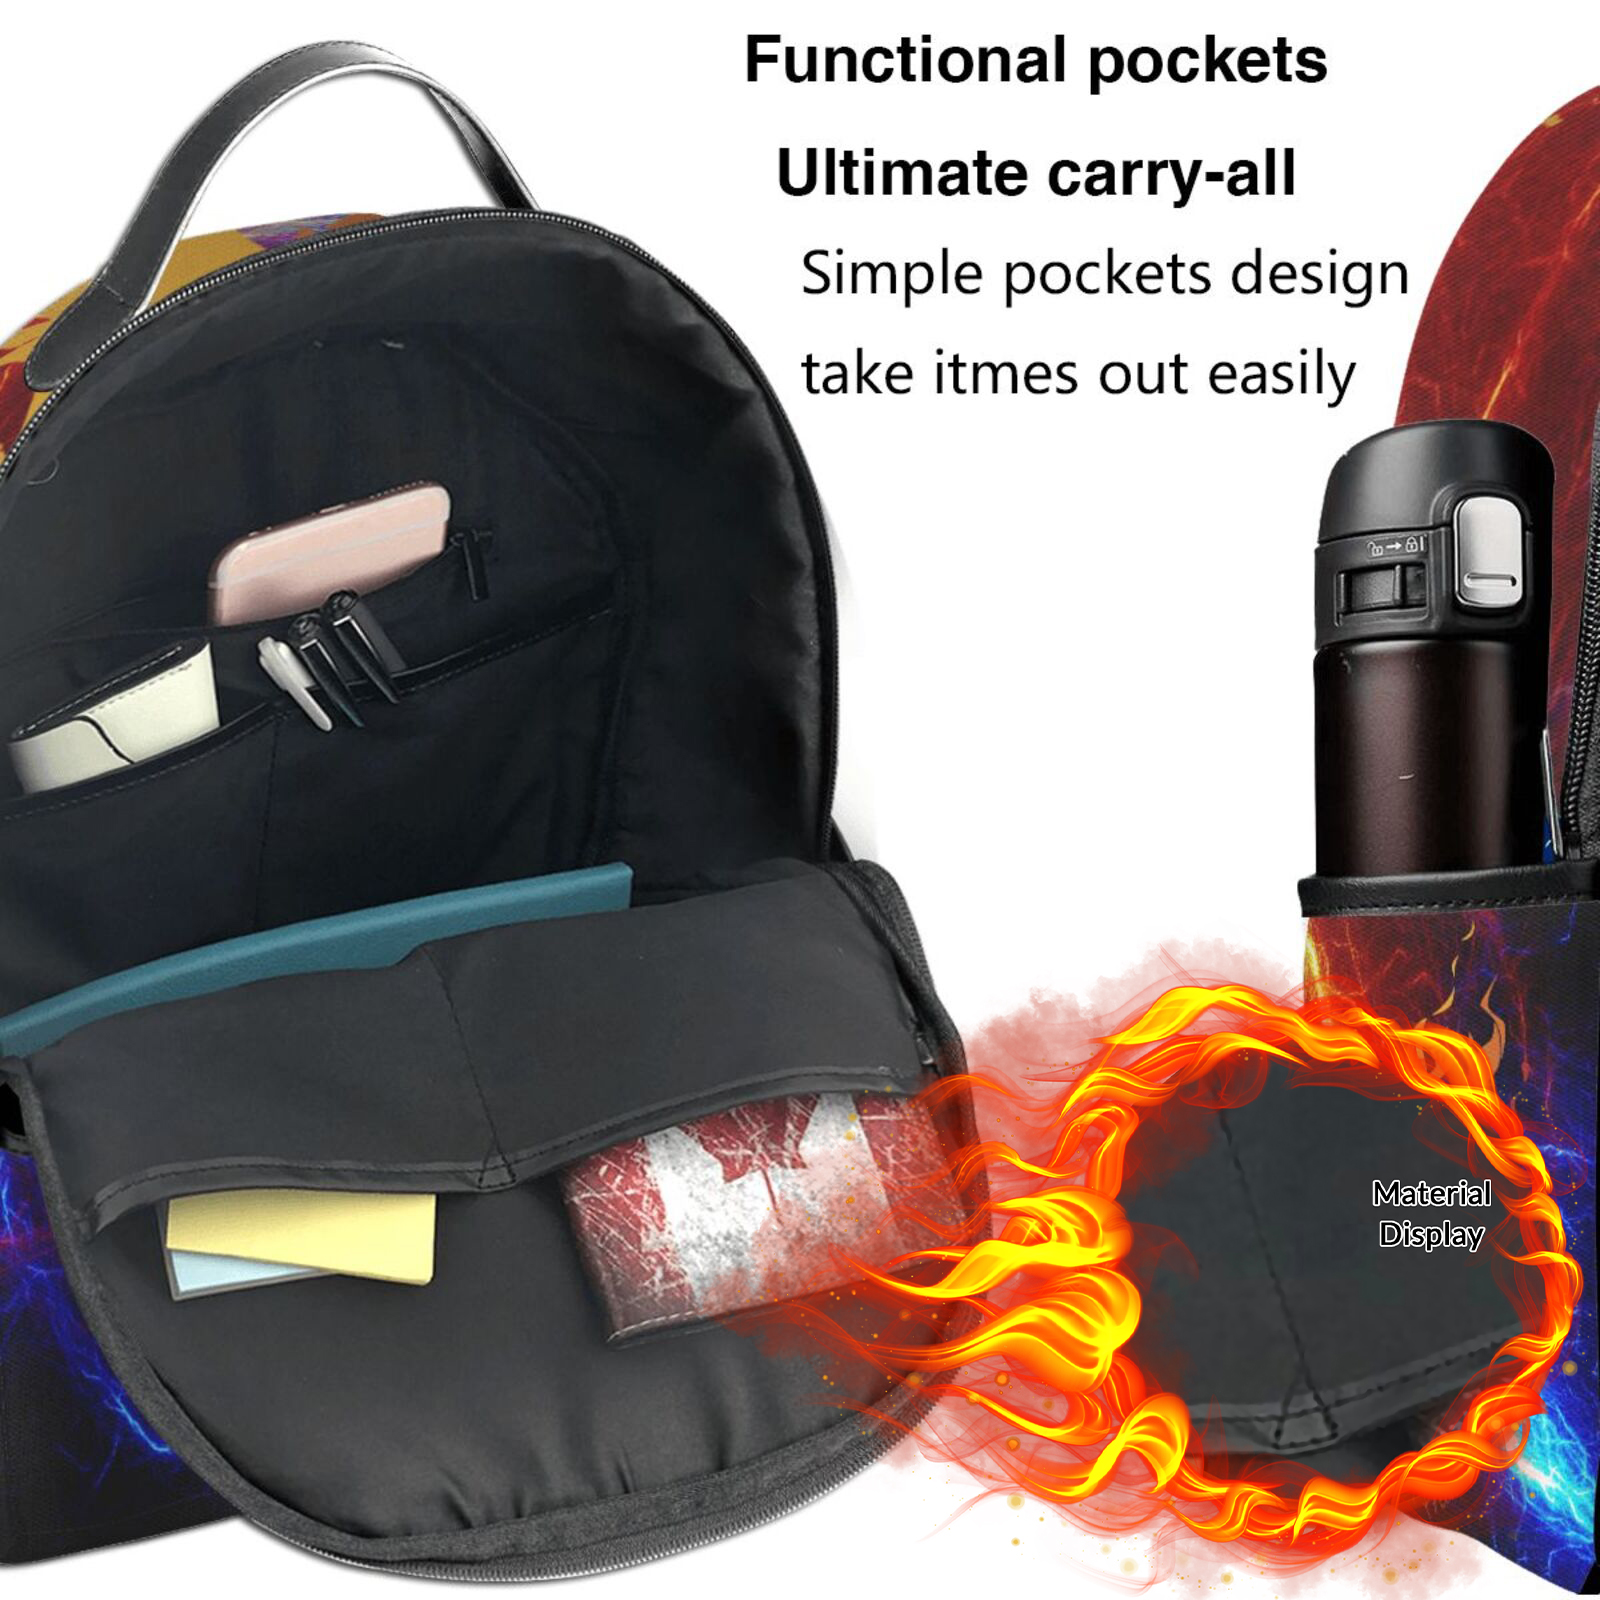 Functional pockets
Ultimate carry-all
Simple pockets design
take itmes out easily
Material
Display